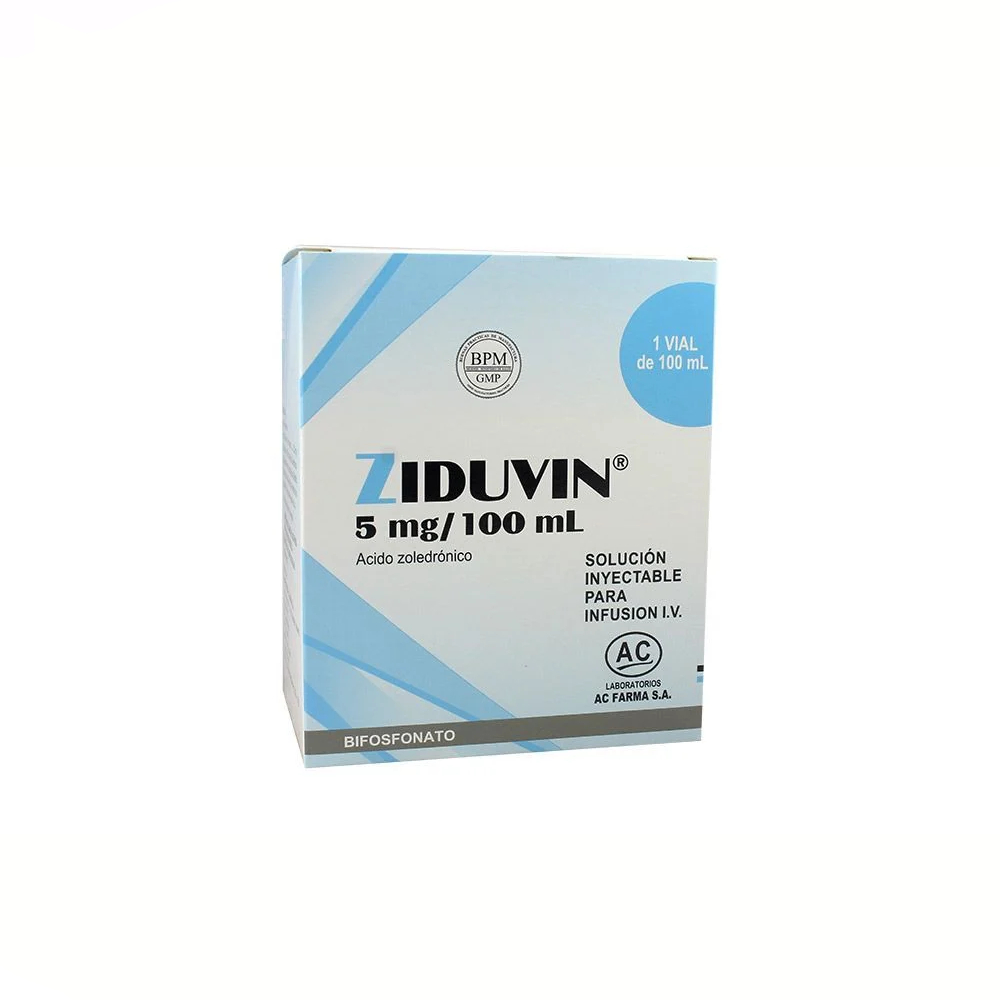 1 VIAL
de 100 mL
BPM
GMP
ZIDUVIN®
5 mg/100 mL
Acido zoledrónico
SOLUCIÓN
INYECTABLE
PARA
INFUSION I.V.
AC
LABORATORIOS
AC FARMA S.A.
BIFOSFONATO